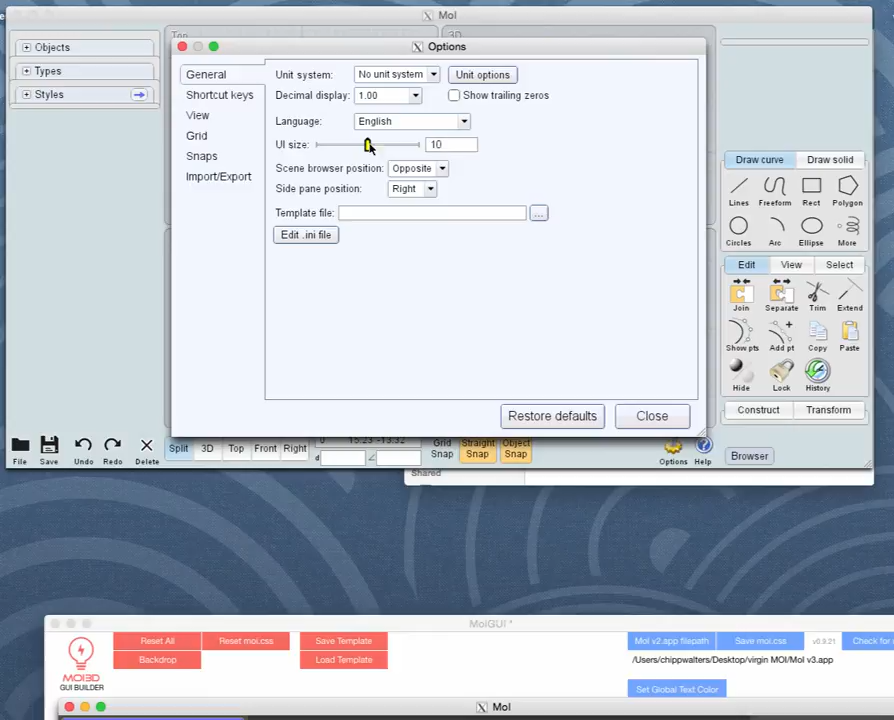 MoI
Objects
Types
Styles
Top
3D
Options
General
Shortcut keys
View
Grid
Snaps
Import/Export
Unit system:
No unit system
Unit options
Decimal display:
1.00
Show trailing zeros
Language:
English
UI size:
10
Scene browser position:
Opposite
Side pane position:
Right
Template file:
...
Edit .ini file
Restore defaults
Close
Draw curve
Draw solid
Lines
Freeform
Rect
Polygon
Circles
Arc
Ellipse
More
Edit
View
Select
Join
Separate
Trim
Extend
Show pts
Add pt
Copy
Paste
Hide
Lock
History
Construct
Transform
File
Save
Undo
Redo
Delete
Split
3D
Top
Front
Right
0 15.23 -13.32
d
Grid Snap
Straight Snap
Object Snap
Options
Help
Browser
Shared
MoiGUI *
MOI3D
GUI BUILDER
Reset All
Reset moi.css
Save Template
Backdrop
Load Template
MoI v2.app filepath
Save moi.css
v0.9.21
Check for
/Users/chippwalters/Desktop/virgin MOI/MoI v3.app
Set Global Text Color
MoI